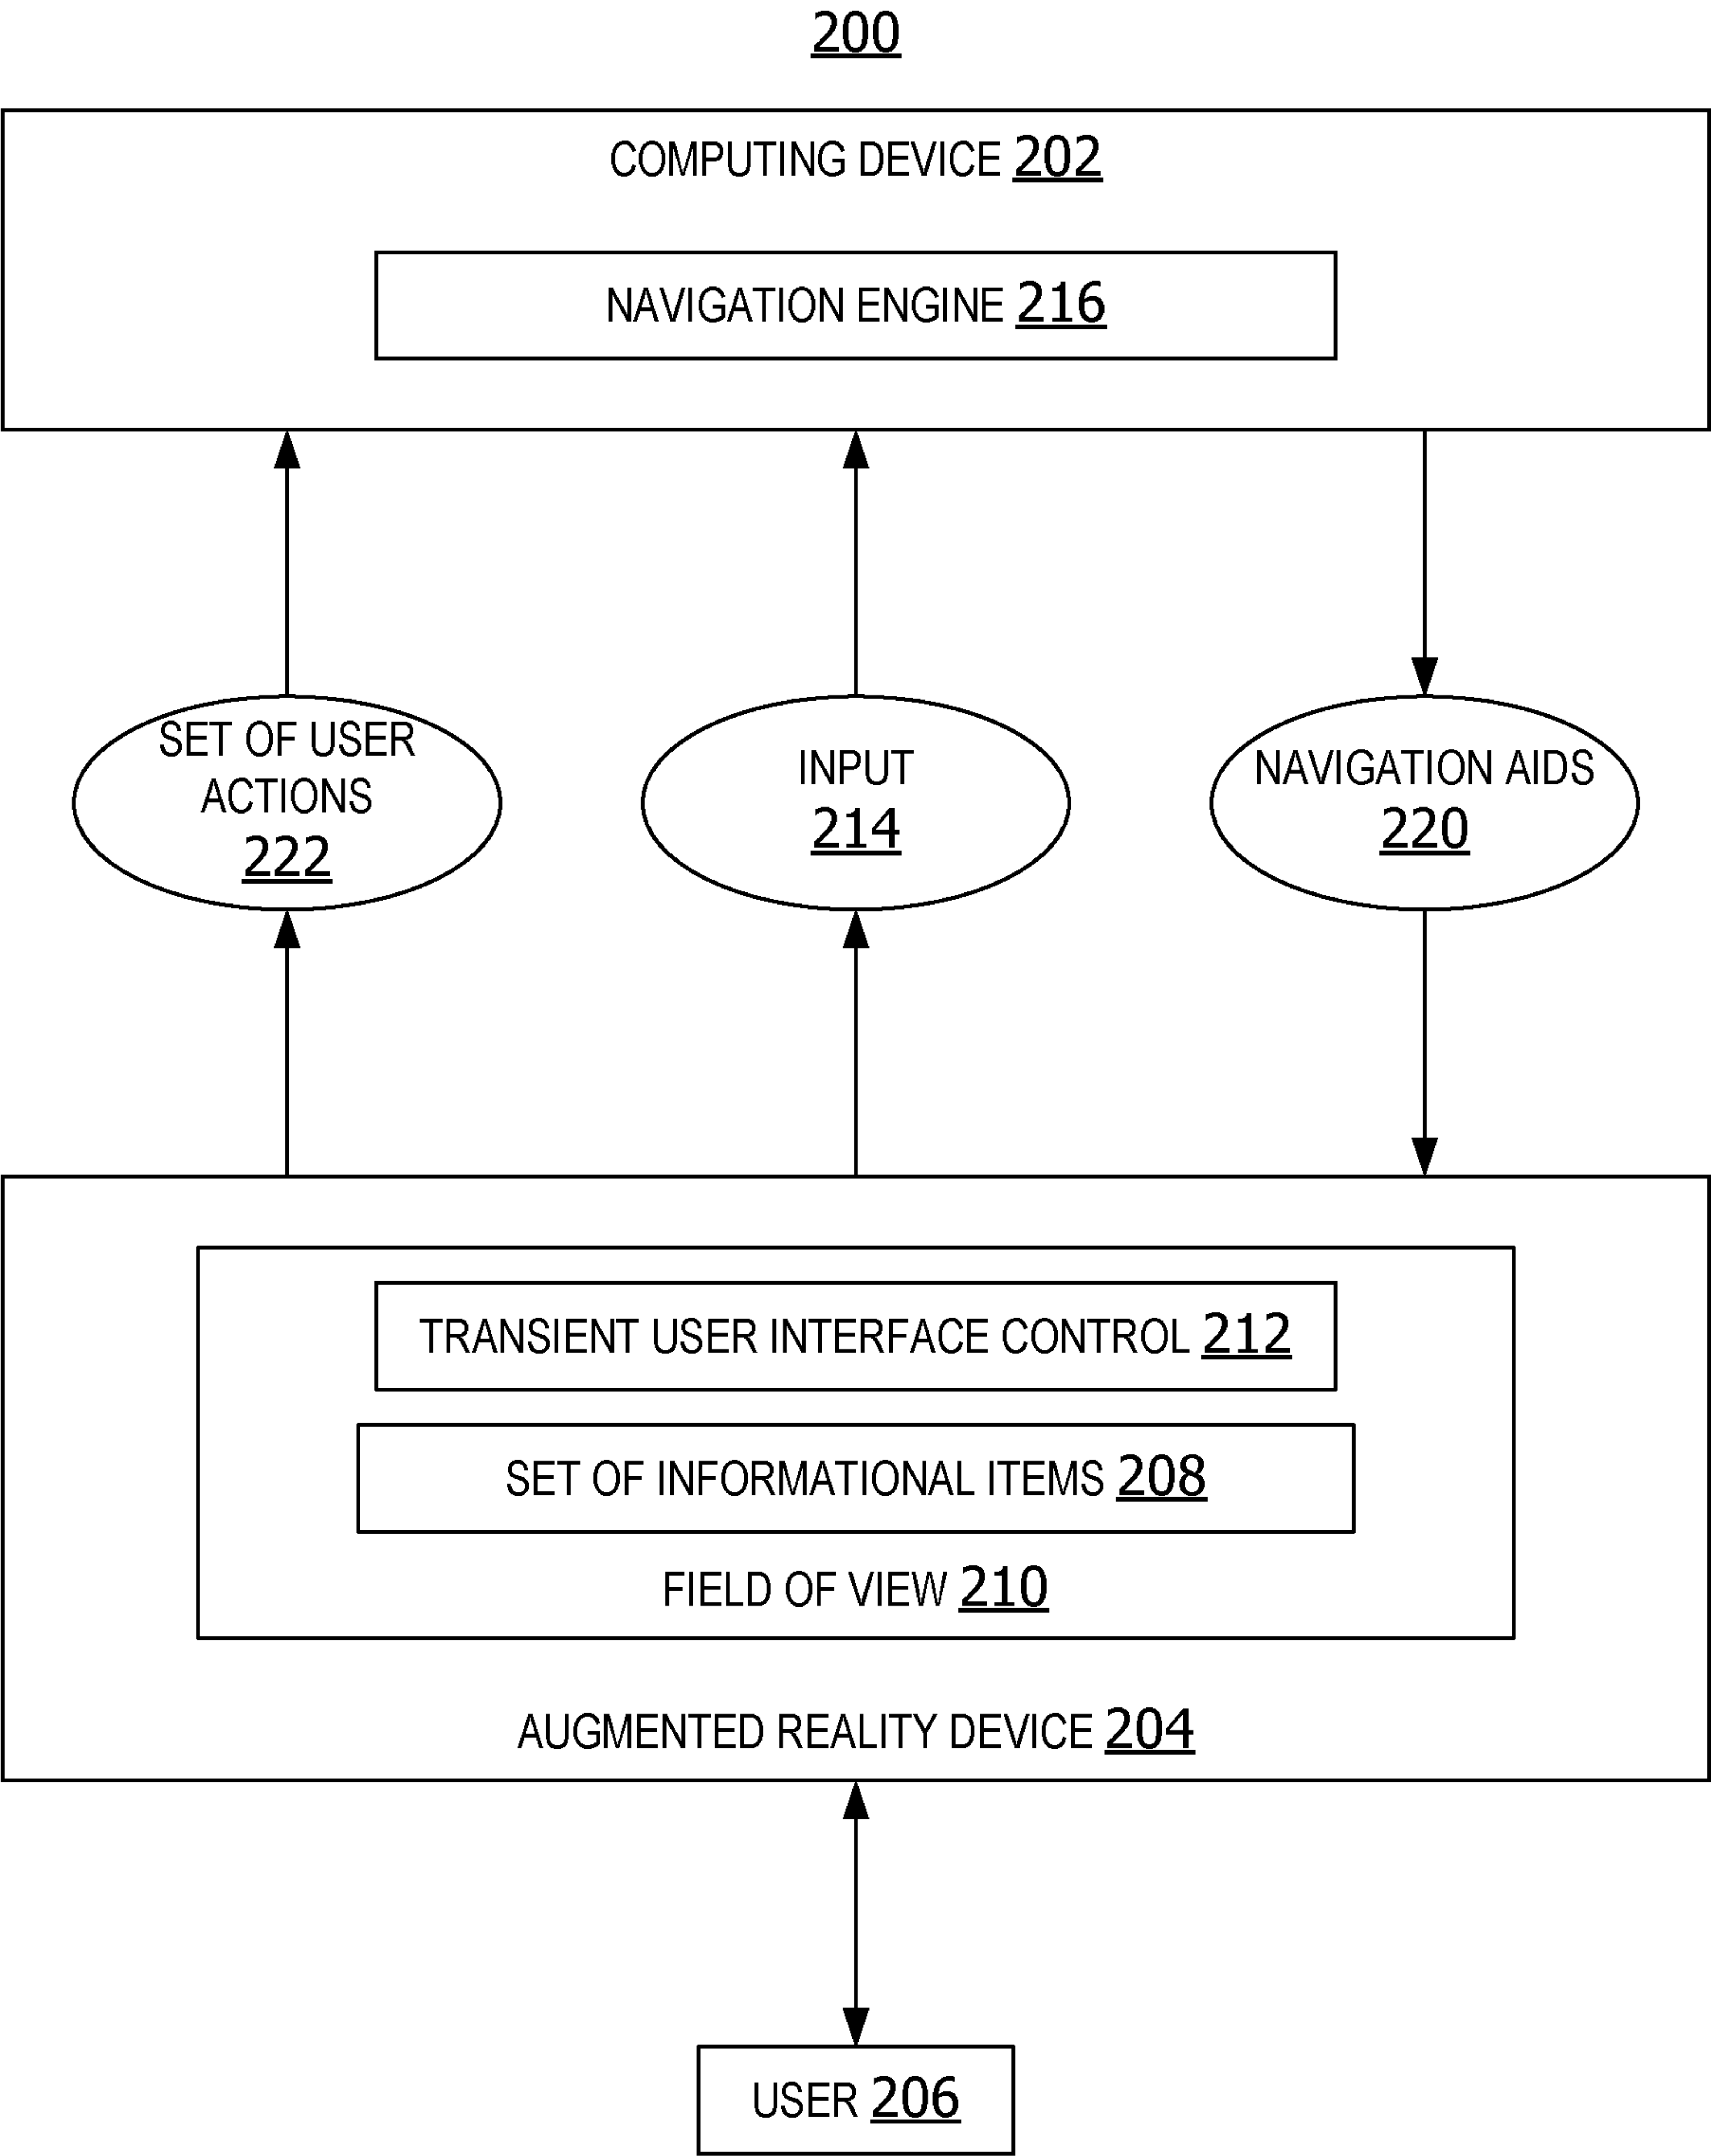 200
COMPUTING DEVICE 202
NAVIGATION ENGINE 216
SET OF USER
ACTIONS
222
INPUT
214
NAVIGATION AIDS
220
TRANSIENT USER INTERFACE CONTROL 212
SET OF INFORMATIONAL ITEMS 208
FIELD OF VIEW 210
AUGMENTED REALITY DEVICE 204
USER 206